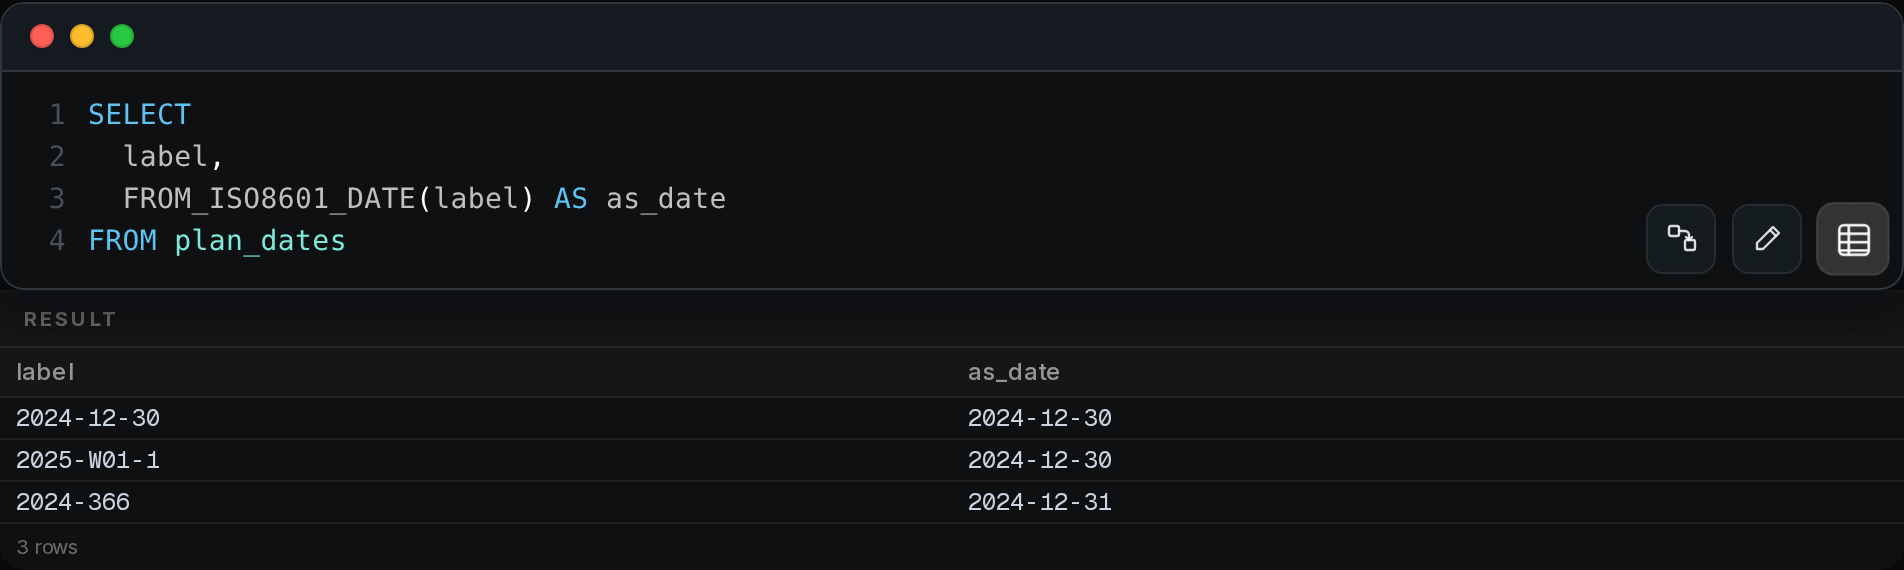 1 SELECT
2   label,
3   FROM_ISO8601_DATE(label) AS as_date
4 FROM plan_dates
RESULT
label as_date
2024-12-30 2024-12-30
2025-W01-1 2024-12-30
2024-366 2024-12-31
3 rows